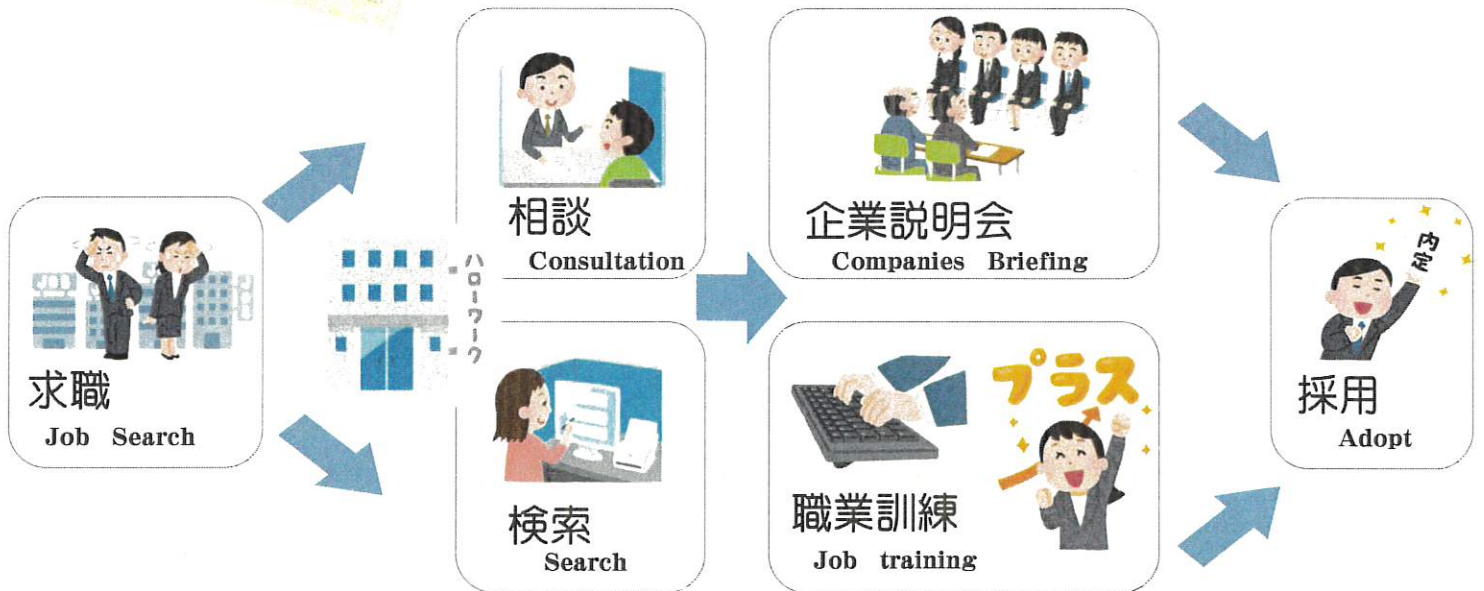 求職
Job Search
ハローワーク
相談
Consultation
検索
Search
企業説明会
Companies Briefing
プラス
職業訓練
Job training
内定
採用
Adopt